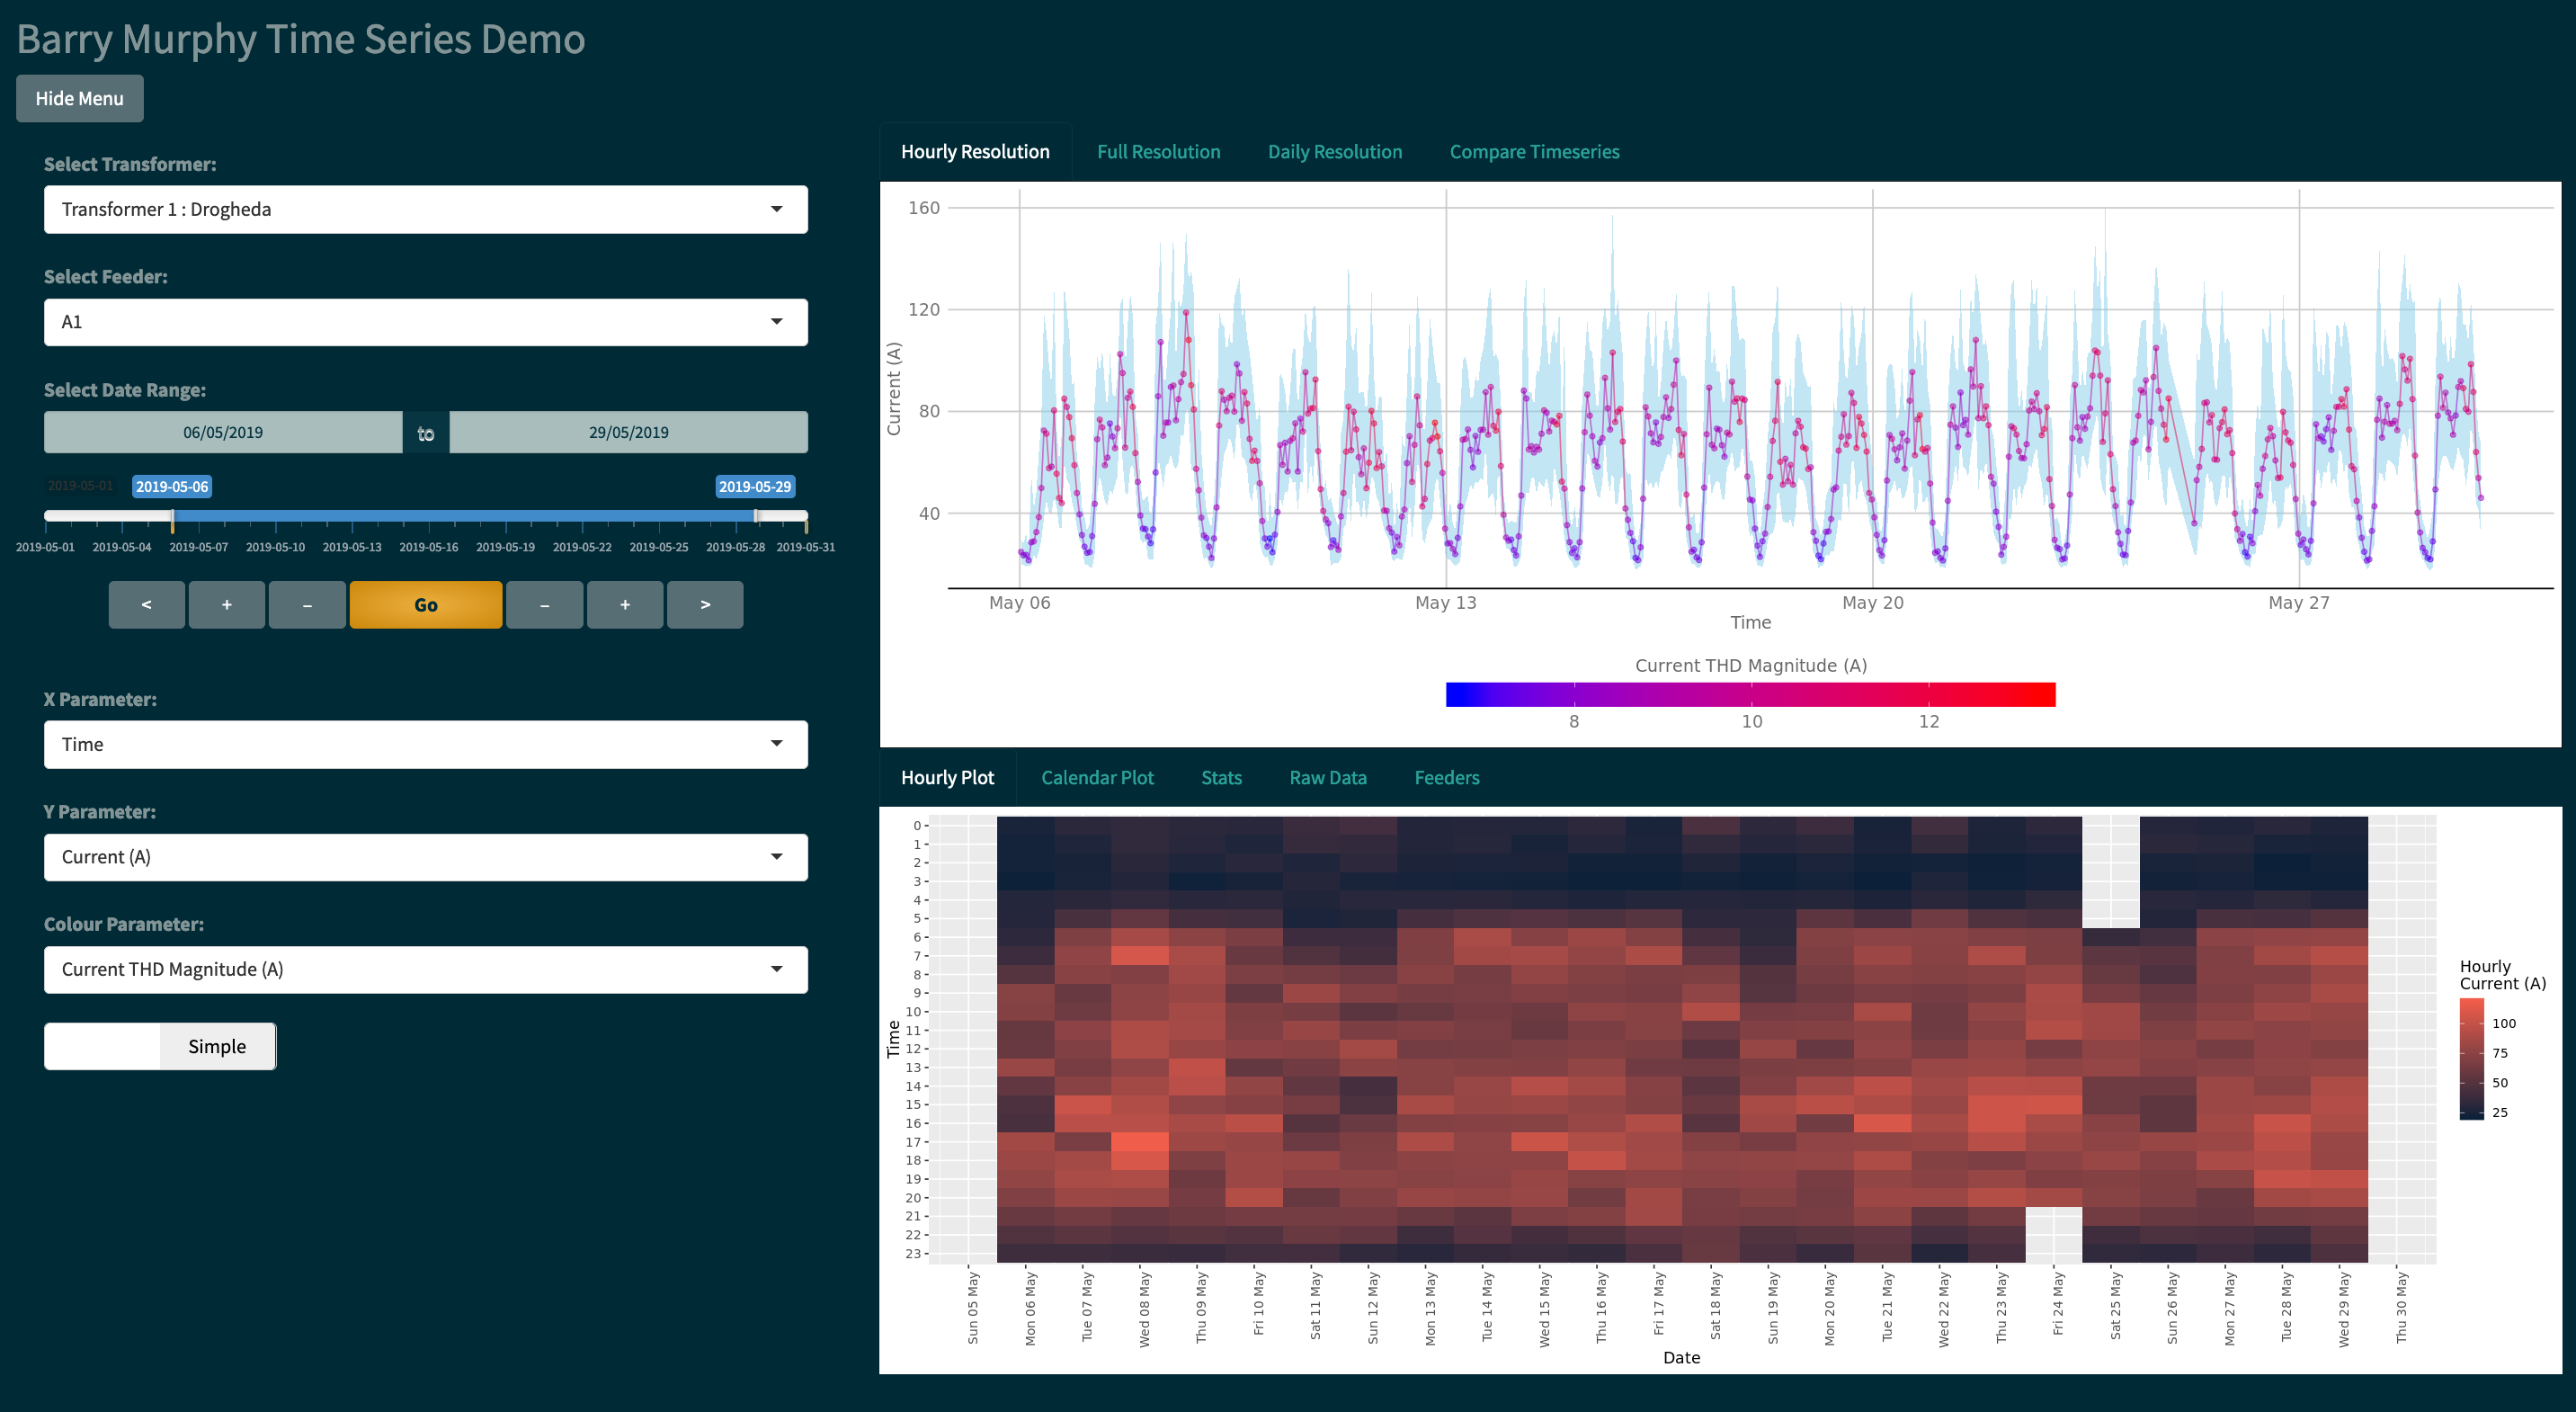 Barry Murphy Time Series Demo
Hide Menu
Select Transformer:
Transformer 1 : Drogheda
Select Feeder:
A1
Select Date Range:
06/05/2019 to 29/05/2019
2019-05-01 2019-05-06 2019-05-29
2019-05-01 2019-05-04 2019-05-07 2019-05-10 2019-05-13 2019-05-16 2019-05-19 2019-05-22 2019-05-25 2019-05-28 2019-05-31
< + – Go – + >
X Parameter:
Time
Y Parameter:
Current (A)
Colour Parameter:
Current THD Magnitude (A)
Simple
Hourly Resolution Full Resolution Daily Resolution Compare Timeseries
160
120
80
40
Current (A)
May 06 May 13 May 20 May 27
Time
Current THD Magnitude (A)
8 10 12
Hourly Plot Calendar Plot Stats Raw Data Feeders
0
1
2
3
4
5
6
7
8
9
10
11
12
13
14
15
16
17
18
19
20
21
22
23
Time
Sun 05 May
Mon 06 May
Tue 07 May
Wed 08 May
Thu 09 May
Fri 10 May
Sat 11 May
Sun 12 May
Mon 13 May
Tue 14 May
Wed 15 May
Thu 16 May
Fri 17 May
Sat 18 May
Sun 19 May
Mon 20 May
Tue 21 May
Wed 22 May
Thu 23 May
Fri 24 May
Sat 25 May
Sun 26 May
Mon 27 May
Tue 28 May
Wed 29 May
Thu 30 May
Date
Hourly
Current (A)
100
75
50
25